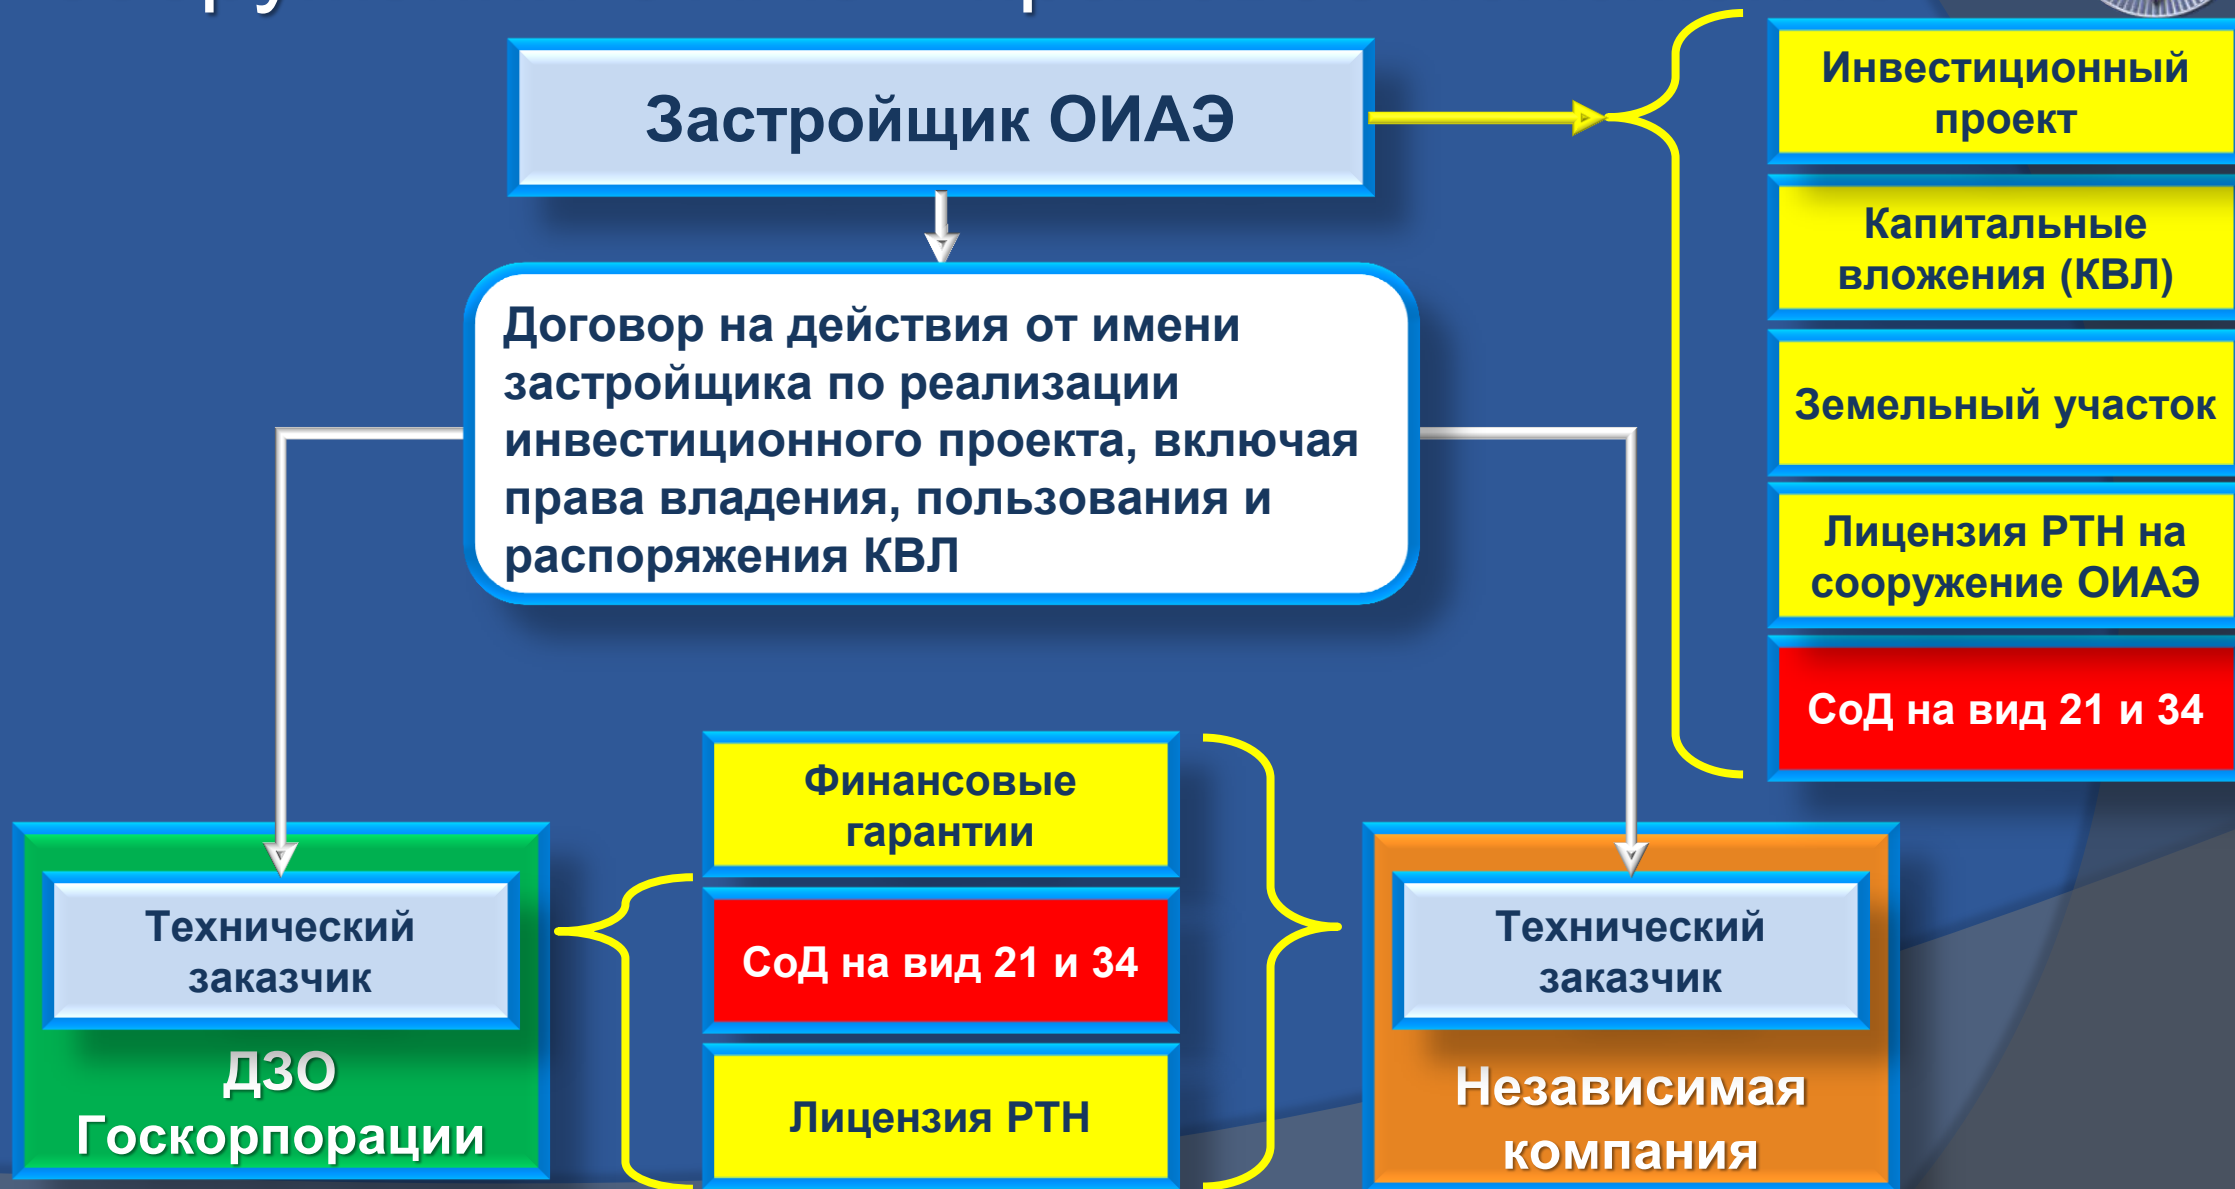 Застройщик ОИАЭ
Инвестиционный
проект
Капитальные
вложения (КВЛ)
Земельный участок
Лицензия РТН на
сооружение ОИАЭ
СоД на вид 21 и 34
Договор на действия от имени
застройщика по реализации
инвестиционного проекта, включая
права владения, пользования и
распоряжения КВЛ
Технический
заказчик
ДЗО
Госкорпорации
Финансовые
гарантии
СоД на вид 21 и 34
Лицензия РТН
Технический
заказчик
Независимая
компания